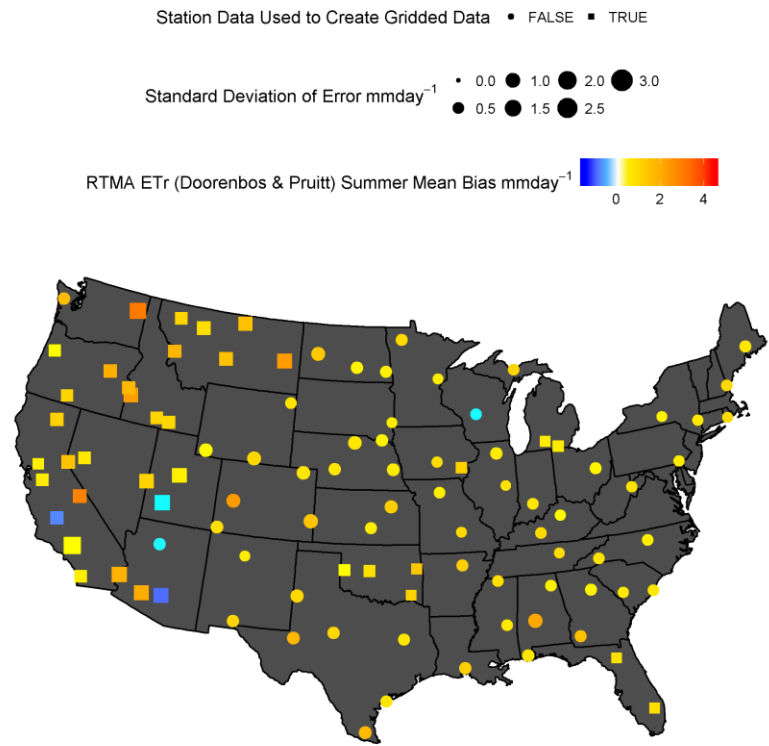 Station Data Used to Create Gridded Data FALSE TRUE
Standard Deviation of Error mmday⁻¹ 0.0 1.0 2.0 3.0
0.5 1.5 2.5
RTMA ETr (Doorenbos & Pruitt) Summer Mean Bias mmday⁻¹
0 2 4